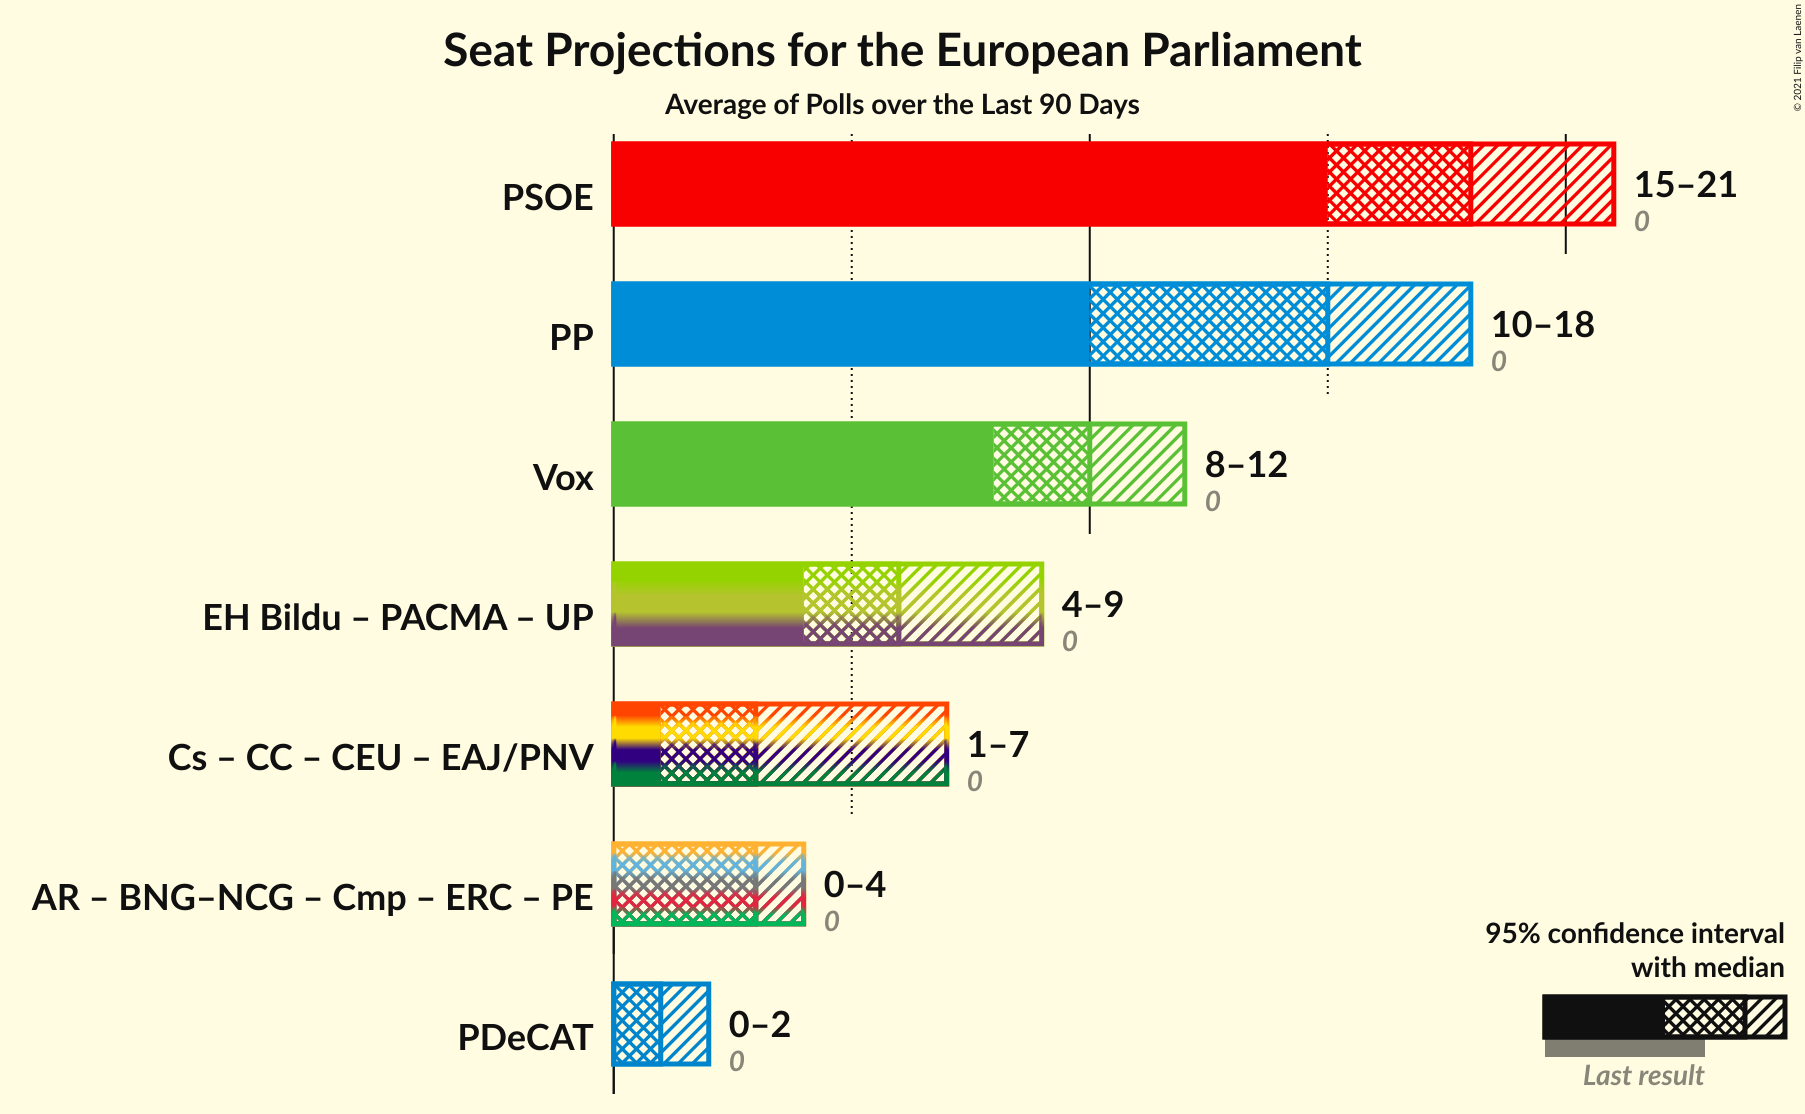 Seat Projections for the European Parliament
Average of Polls over the Last 90 Days
© 2021 Filip van Laenen
PSOE
15–21
0
PP
10–18
0
Vox
8–12
0
EH Bildu – PACMA – UP
4–9
0
Cs – CC – CEU – EAJ/PNV
1–7
0
AR – BNG–NCG – Cmp – ERC – PE
0–4
0
PDeCAT
0–2
0
95% confidence interval
with median
Last result